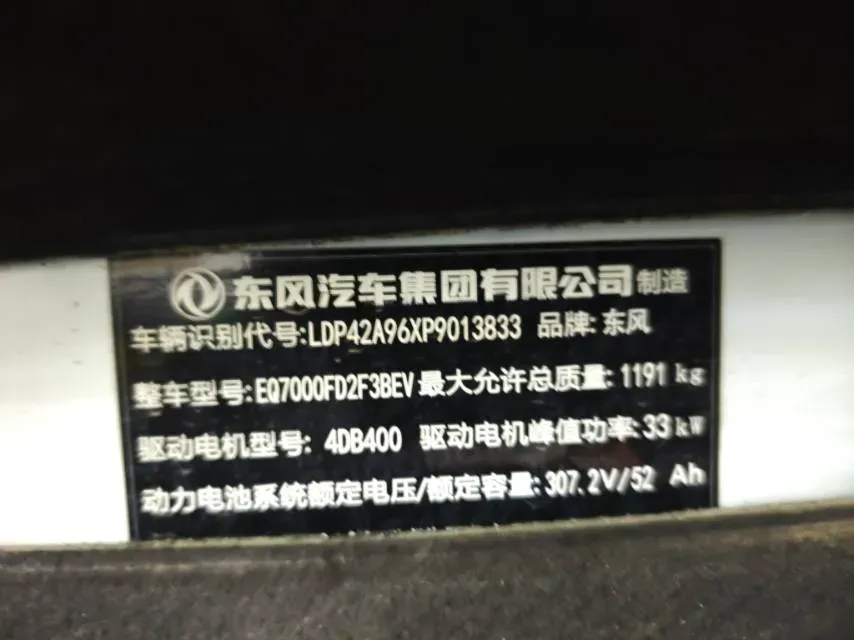 东风汽车集团有限公司制造
车辆识别代号:LDP42A96XP9013833 品牌:东风
整车型号:EQ7000FD2F3BEV 最大允许总质量:1191 kg
驱动电机型号: 4DB400 驱动电机峰值功率:33kW
动力电池系统额定电压/额定容量:307.2V/52 Ah